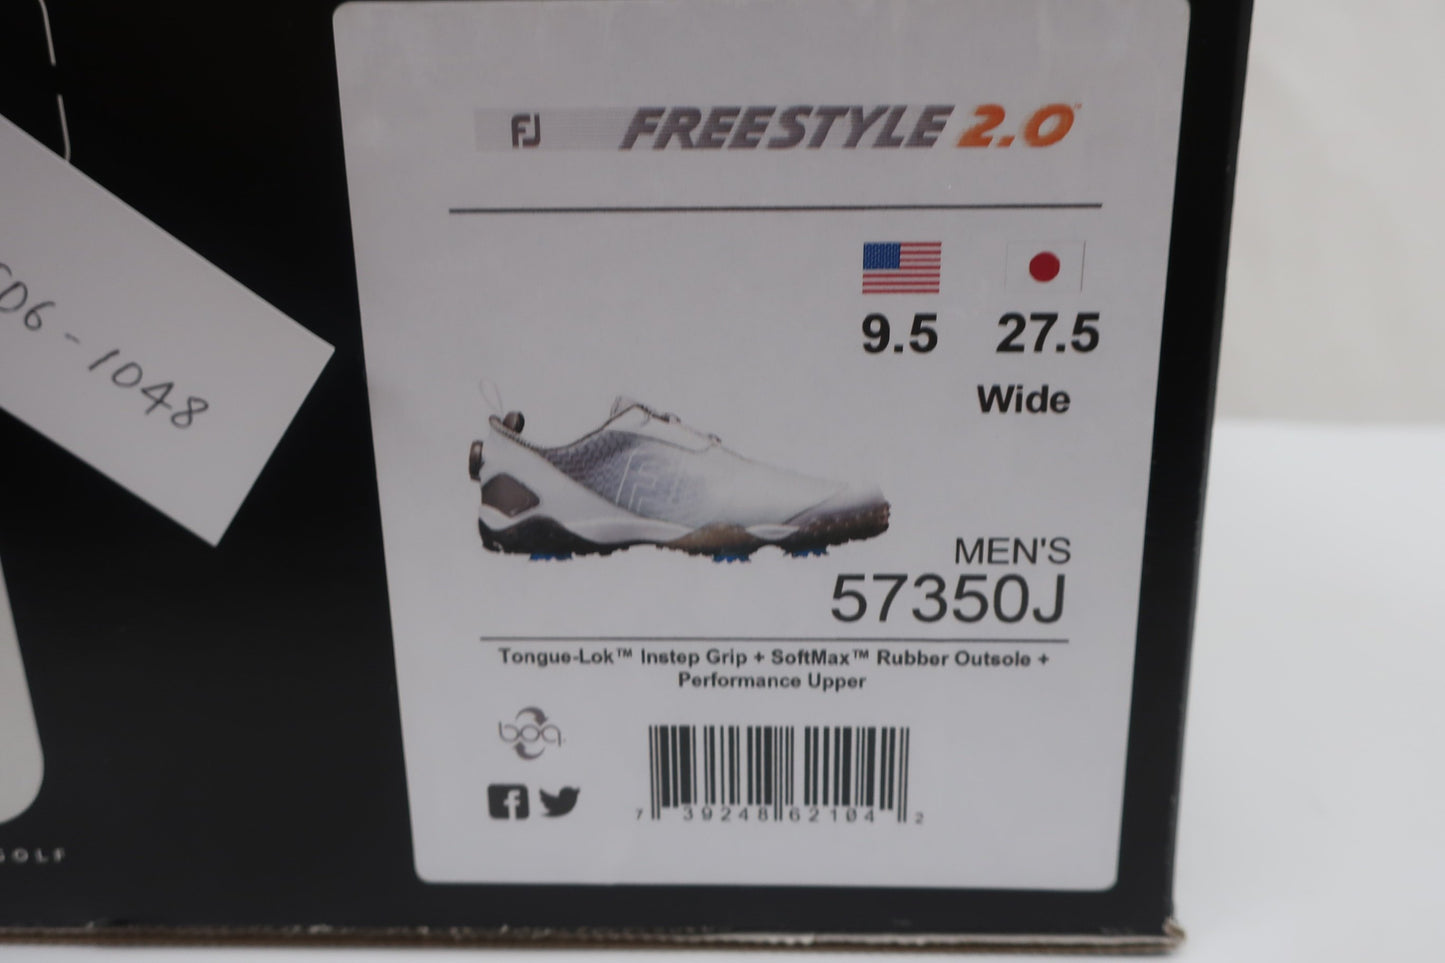 FJ FREESTYLE 2.0™
9.5 27.5
Wide
MEN'S
57350J
Tongue-Lok™ Instep Grip + SoftMax™ Rubber Outsole +
Performance Upper
boa
7 39248 62104 2
06-1048
GOLF